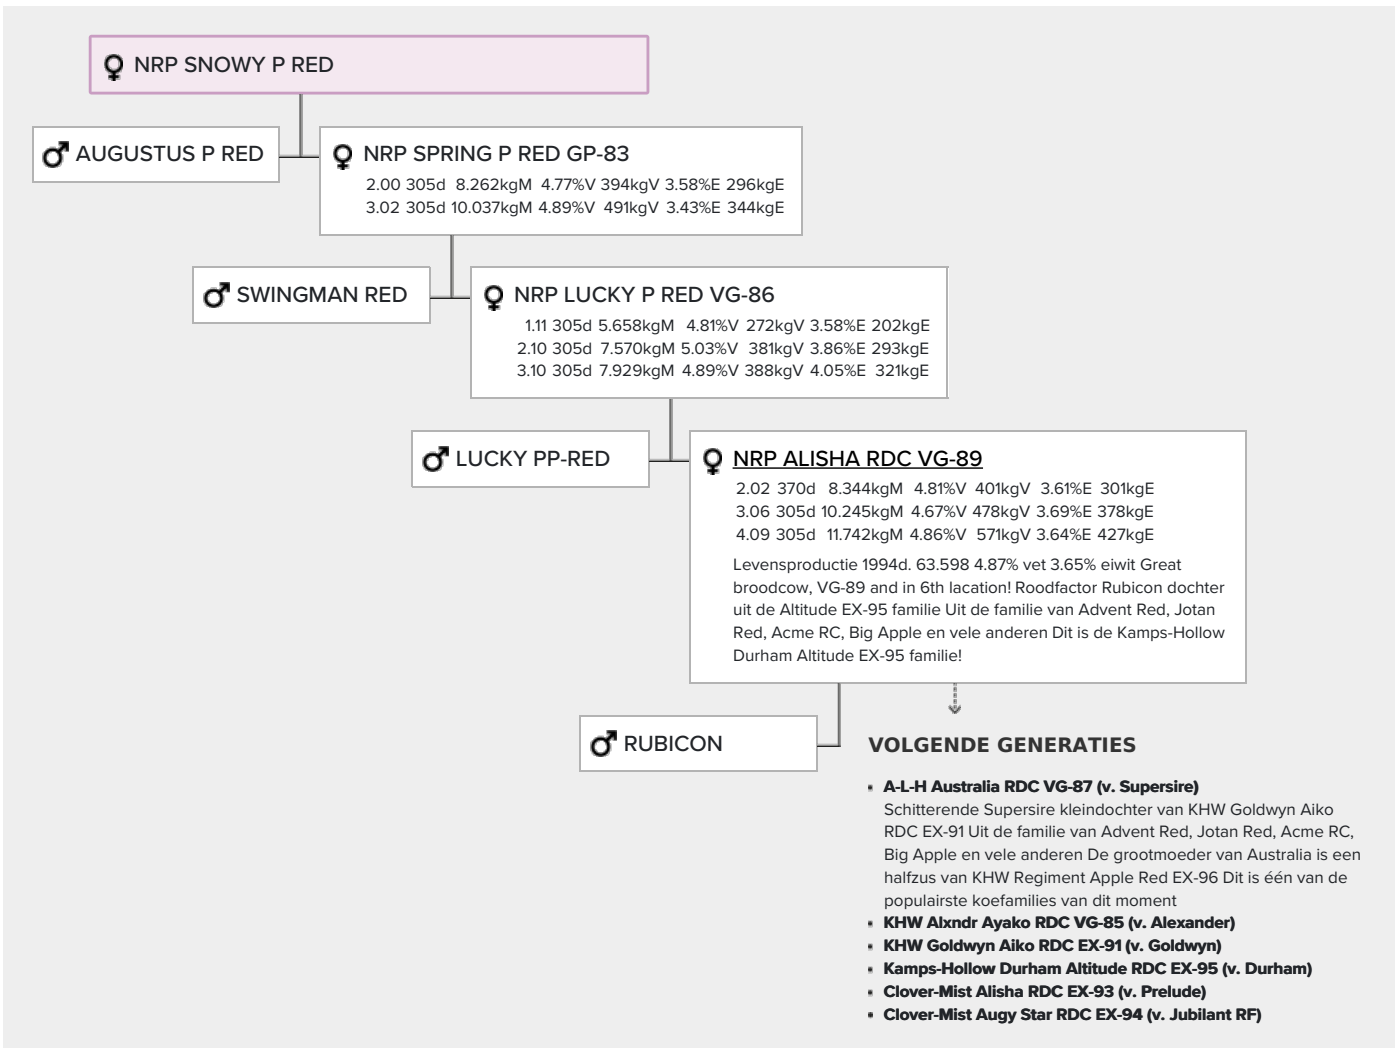 NRP SNOWY P RED
AUGUSTUS P RED
NRP SPRING P RED GP-83
2.00 305d 8.262kgM 4.77%V 394kgV 3.58%E 296kgE
3.02 305d 10.037kgM 4.89%V 491kgV 3.43%E 344kgE
SWINGMAN RED
NRP LUCKY P RED VG-86
1.11 305d 5.658kgM 4.81%V 272kgV 3.58%E 202kgE
2.10 305d 7.570kgM 5.03%V 381kgV 3.86%E 293kgE
3.10 305d 7.929kgM 4.89%V 388kgV 4.05%E 321kgE
LUCKY PP-RED
NRP ALISHA RDC VG-89
2.02 370d 8.344kgM 4.81%V 401kgV 3.61%E 301kgE
3.06 305d 10.245kgM 4.67%V 478kgV 3.69%E 378kgE
4.09 305d 11.742kgM 4.86%V 571kgV 3.64%E 427kgE
Levensproductie 1994d. 63.598 4.87% vet 3.65% eiwit Great
broodcow, VG-89 and in 6th lacation! Roodfactor Rubicon dochter
uit de Altitude EX-95 familie Uit de familie van Advent Red, Jotan
Red, Acme RC, Big Apple en vele anderen Dit is de Kamps-Hollow
Durham Altitude EX-95 familie!
RUBICON
VOLGENDE GENERATIES
A-L-H Australia RDC VG-87 (v. Supersire)
Schitterende Supersire kleindochter van KHW Goldwyn Aiko
RDC EX-91 Uit de familie van Advent Red, Jotan Red, Acme RC,
Big Apple en vele anderen De grootmoeder van Australia is een
halfzus van KHW Regiment Apple Red EX-96 Dit is één van de
populairste koefamilies van dit moment
KHW Alxndr Ayako RDC VG-85 (v. Alexander)
KHW Goldwyn Aiko RDC EX-91 (v. Goldwyn)
Kamps-Hollow Durham Altitude RDC EX-95 (v. Durham)
Clover-Mist Alisha RDC EX-93 (v. Prelude)
Clover-Mist Augy Star RDC EX-94 (v. Jubilant RF)